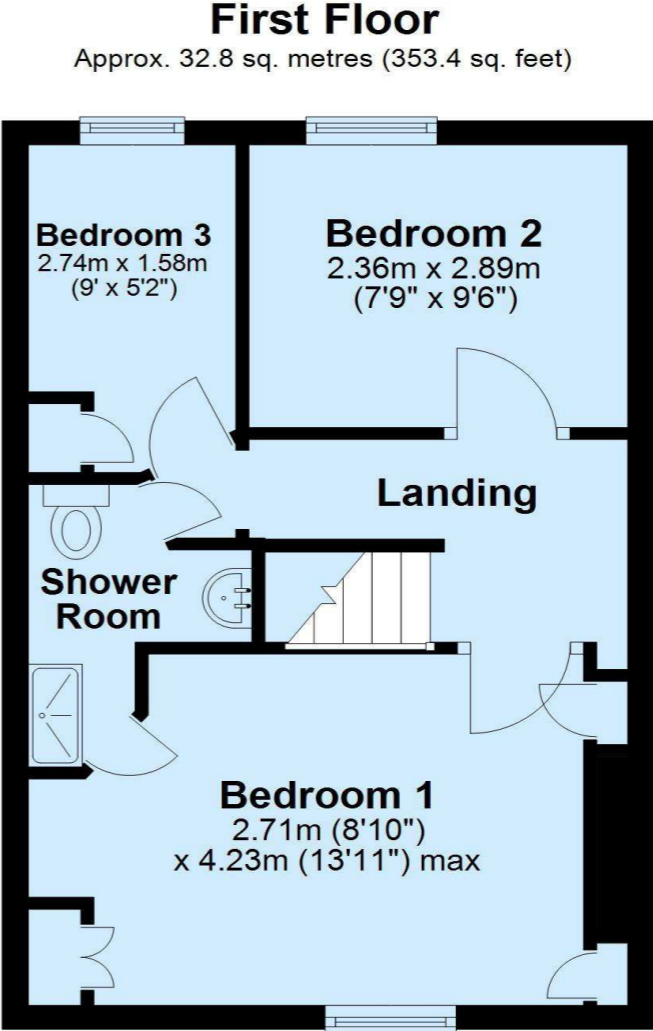 First Floor
Approx. 32.8 sq. metres (353.4 sq. feet)
Bedroom 3
2.74m x 1.58m
(9' x 5'2")
Bedroom 2
2.36m x 2.89m
(7'9" x 9'6")
Landing
Shower
Room
Bedroom 1
2.71m (8'10")
x 4.23m (13'11") max